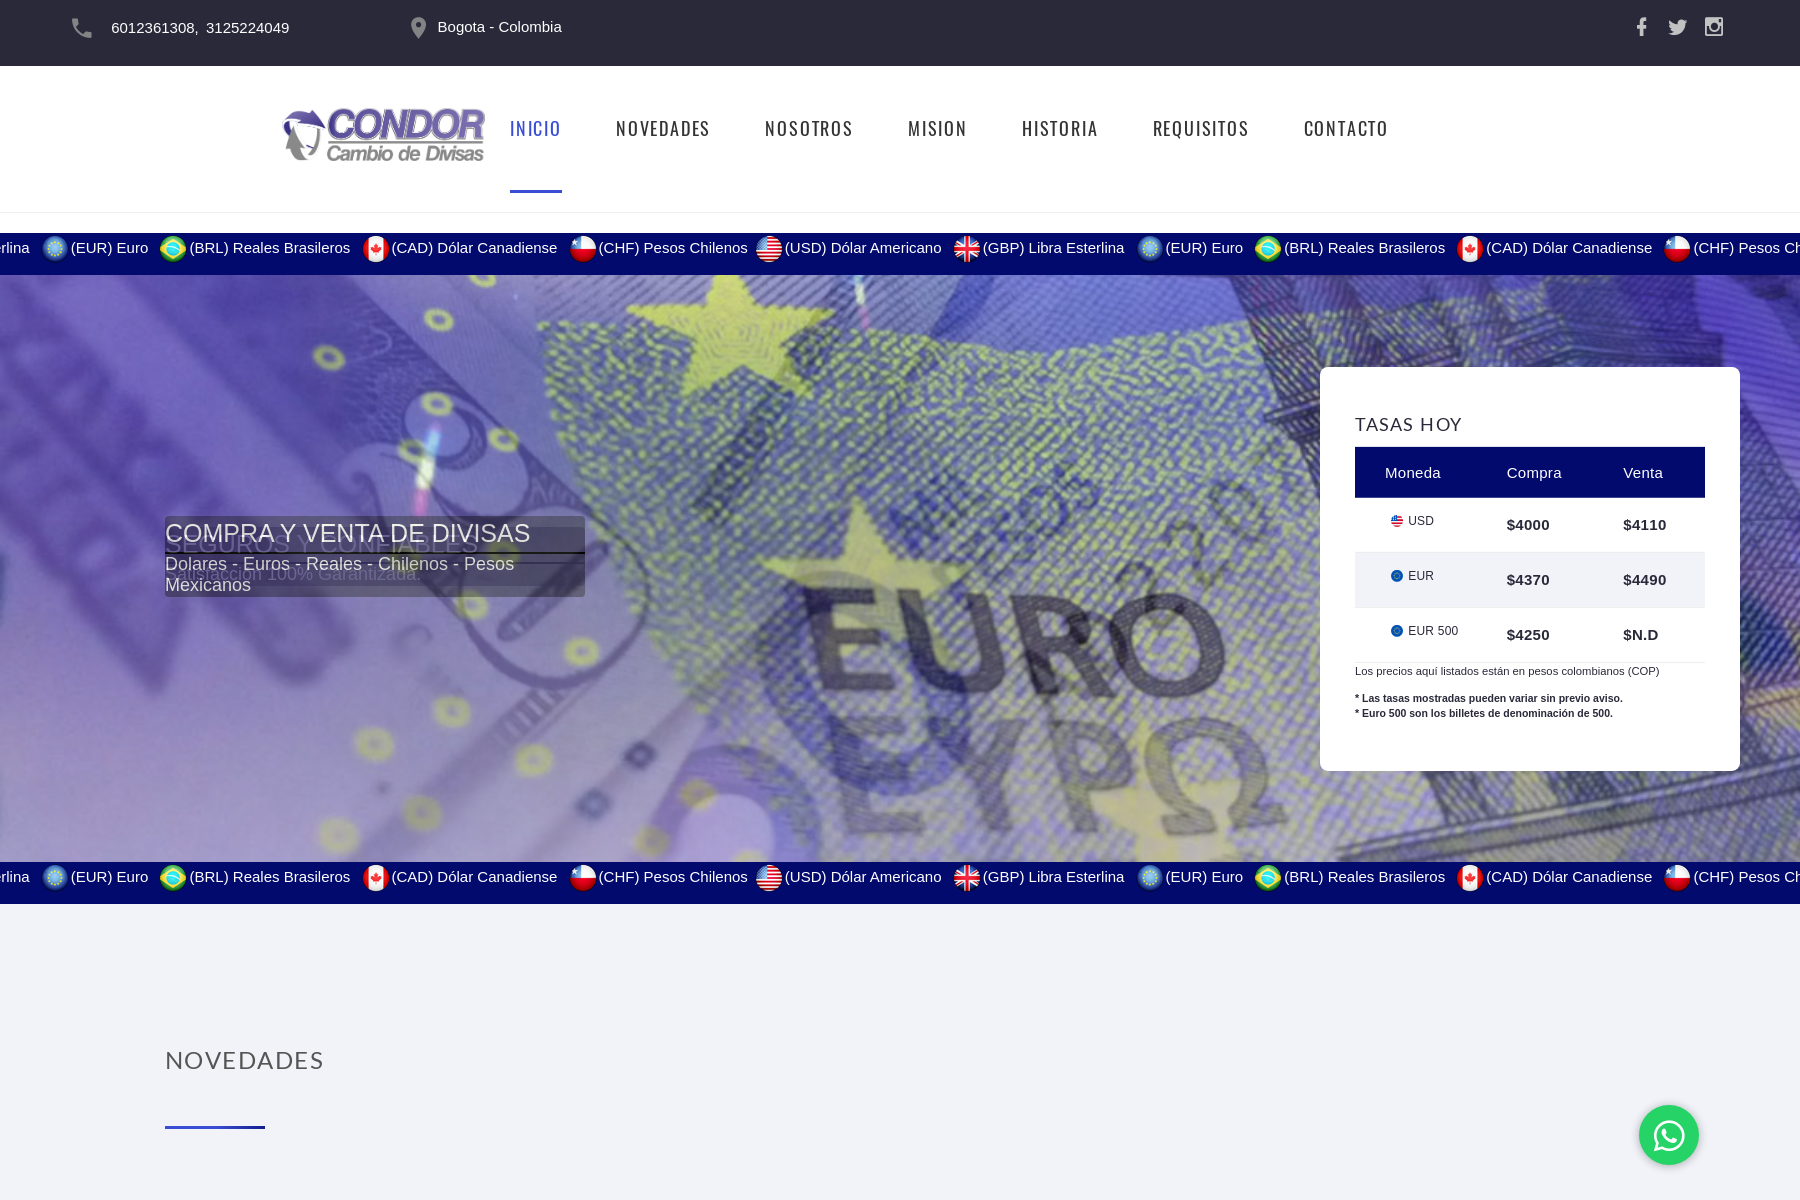 6012361308, 3125224049
Bogota - Colombia
CONDOR
Cambio de Divisas
INICIO
NOVEDADES
NOSOTROS
MISION
HISTORIA
REQUISITOS
CONTACTO
rlina (EUR) Euro (BRL) Reales Brasileros (CAD) Dólar Canadiense (CHF) Pesos Chilenos (USD) Dólar Americano (GBP) Libra Esterlina (EUR) Euro (BRL) Reales Brasileros (CAD) Dólar Canadiense (CHF) Pesos Ch
COMPRA Y VENTA DE DIVISAS
SEGUROS Y CONFIABLES
Dolares - Euros - Reales - Chilenos - Pesos
Satisfacción 100% Garantizada.
Mexicanos
EURO
ΕΥΡΩ
TASAS HOY
Moneda Compra Venta
USD $4000 $4110
EUR $4370 $4490
EUR 500 $4250 $N.D
Los precios aquí listados están en pesos colombianos (COP)
* Las tasas mostradas pueden variar sin previo aviso.
* Euro 500 son los billetes de denominación de 500.
rlina (EUR) Euro (BRL) Reales Brasileros (CAD) Dólar Canadiense (CHF) Pesos Chilenos (USD) Dólar Americano (GBP) Libra Esterlina (EUR) Euro (BRL) Reales Brasileros (CAD) Dólar Canadiense (CHF) Pesos Ch
NOVEDADES